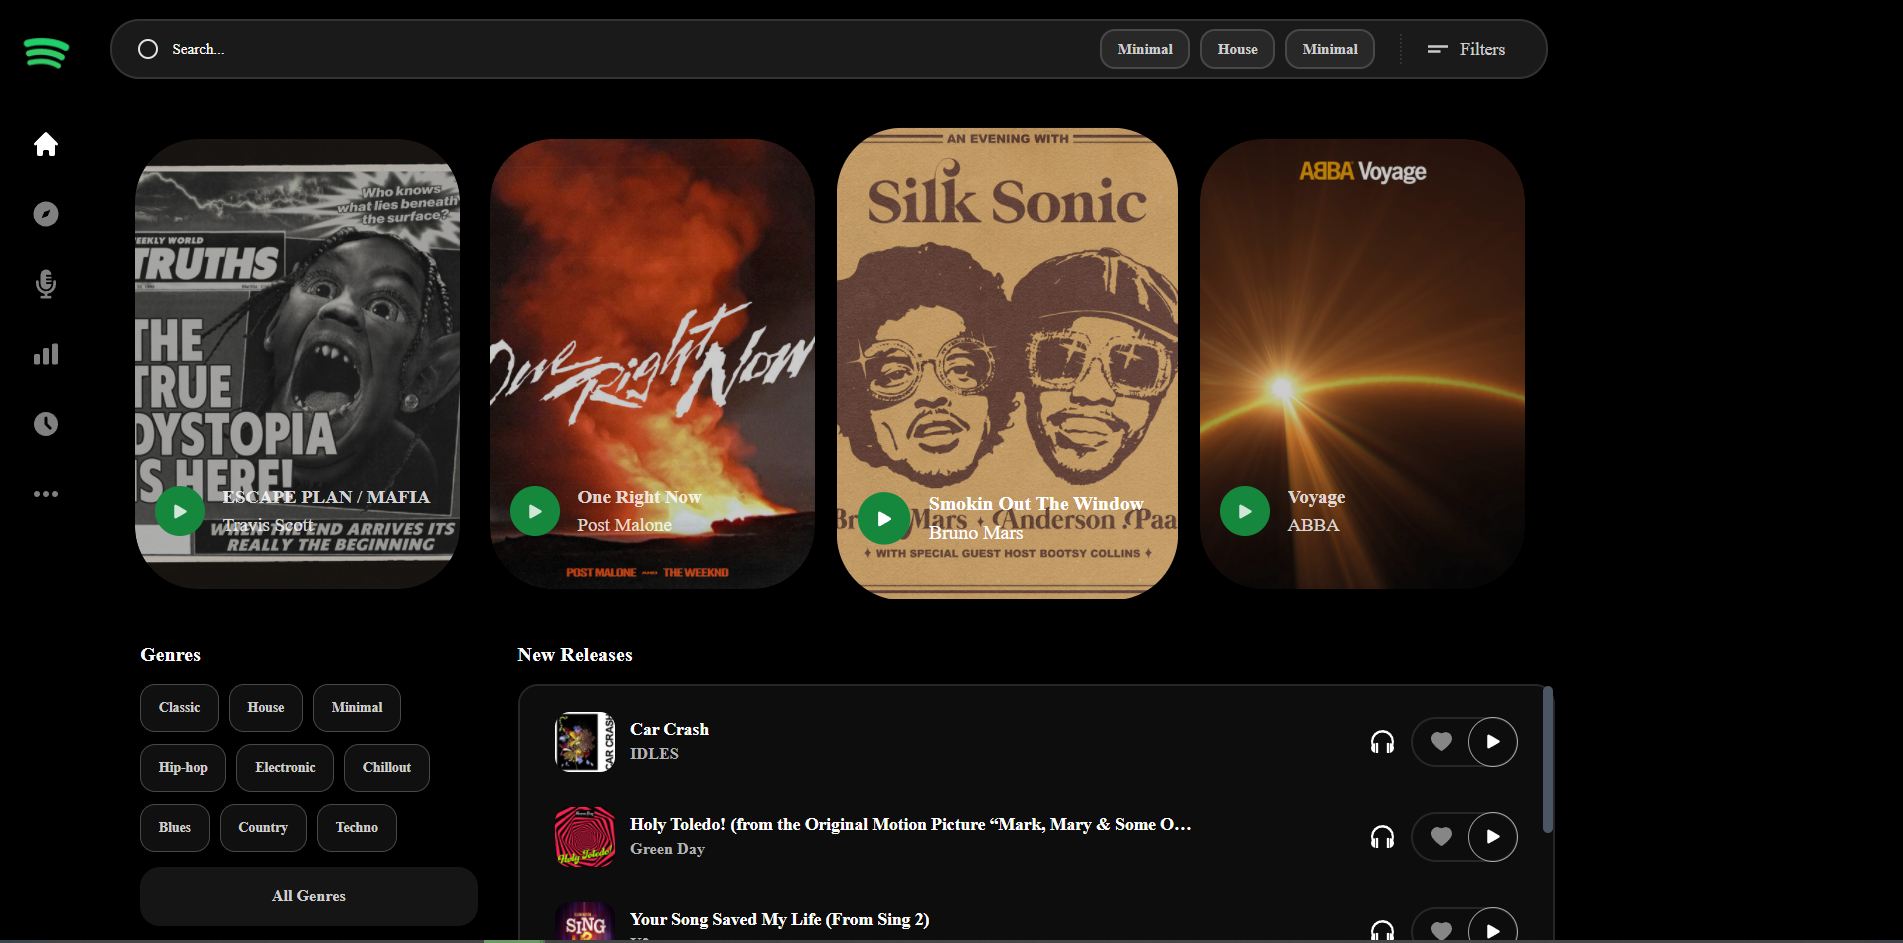 Search...
Minimal
House
Minimal
Filters
Who knows
what lies beneath
the surface?
WEEKLY WORLD
TRUTHS
THE
TRUE
DYSTOPIA
IS HERE!
ESCAPE PLAN / MAFIA
Travis Scott
END ARRIVES ITS
REALLY THE BEGINNING
One Right Now
One Right Now
Post Malone
POST MALONE
THE WEEKND
AN EVENING WITH
Silk Sonic
Smokin Out The Window
Bruno Mars
Mars + Anderson .Paa
+ WITH SPECIAL GUEST HOST BOOTSY COLLINS +
ABBA Voyage
Voyage
ABBA
Genres
Classic
House
Minimal
Hip-hop
Electronic
Chillout
Blues
Country
Techno
All Genres
New Releases
CAR CRASH
Car Crash
IDLES
Holy Toledo!
Holy Toledo! (from the Original Motion Picture “Mark, Mary & Some O…
Green Day
SING
Your Song Saved My Life (From Sing 2)